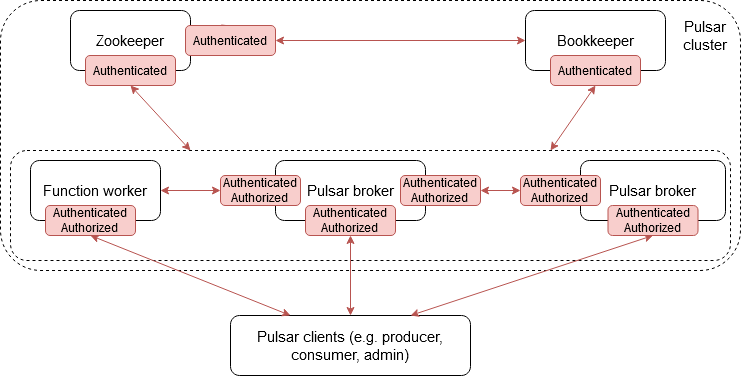 Pulsar
cluster
Zookeeper
Authenticated
Authenticated
Bookkeeper
Authenticated
Function worker
Authenticated
Authorized
Authenticated
Authorized
Pulsar broker
Authenticated
Authorized
Authenticated
Authorized
Authenticated
Authorized
Pulsar broker
Authenticated
Authorized
Pulsar clients (e.g. producer,
consumer, admin)